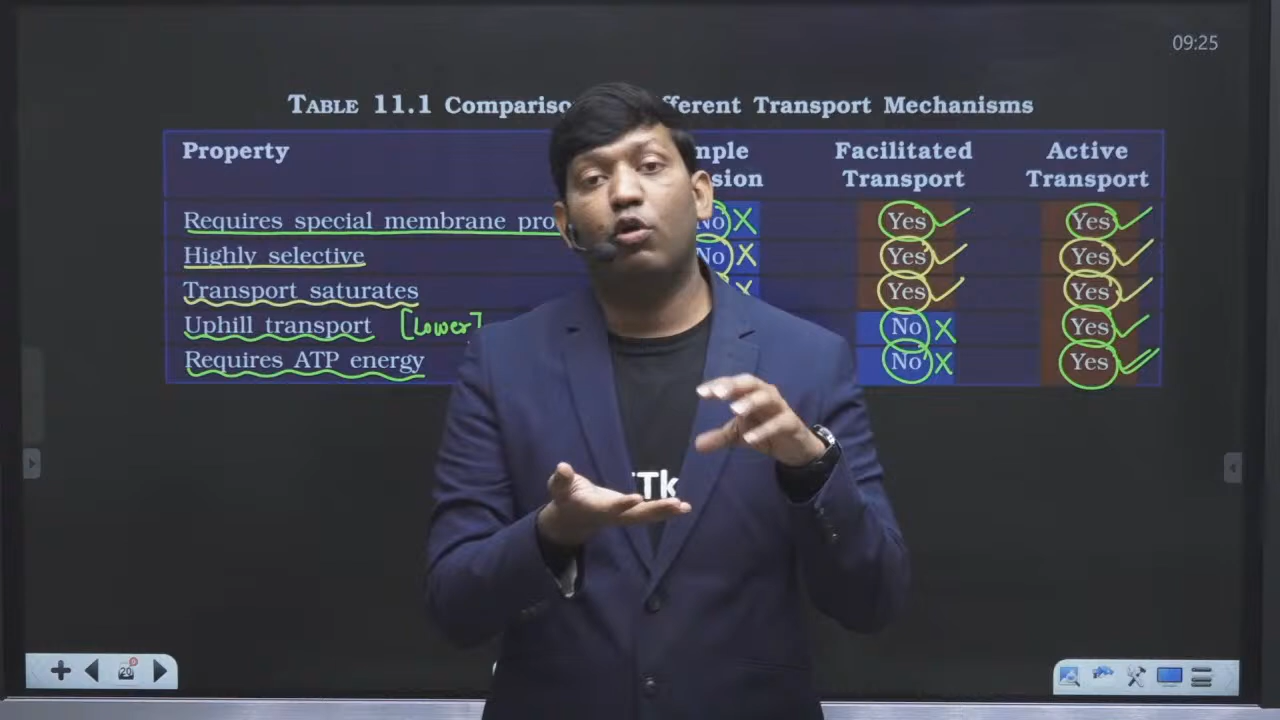 09:25
TABLE 11.1 Compariso fferent Transport Mechanisms
Property mple sion Facilitated Transport Active Transport
Requires special membrane pro No X Yes ✓ Yes ✓
Highly selective No X Yes ✓ Yes ✓
Transport saturates X Yes ✓ Yes ✓
Uphill transport [Lower] No X Yes ✓
Requires ATP energy No X Yes ✓
Tk
20